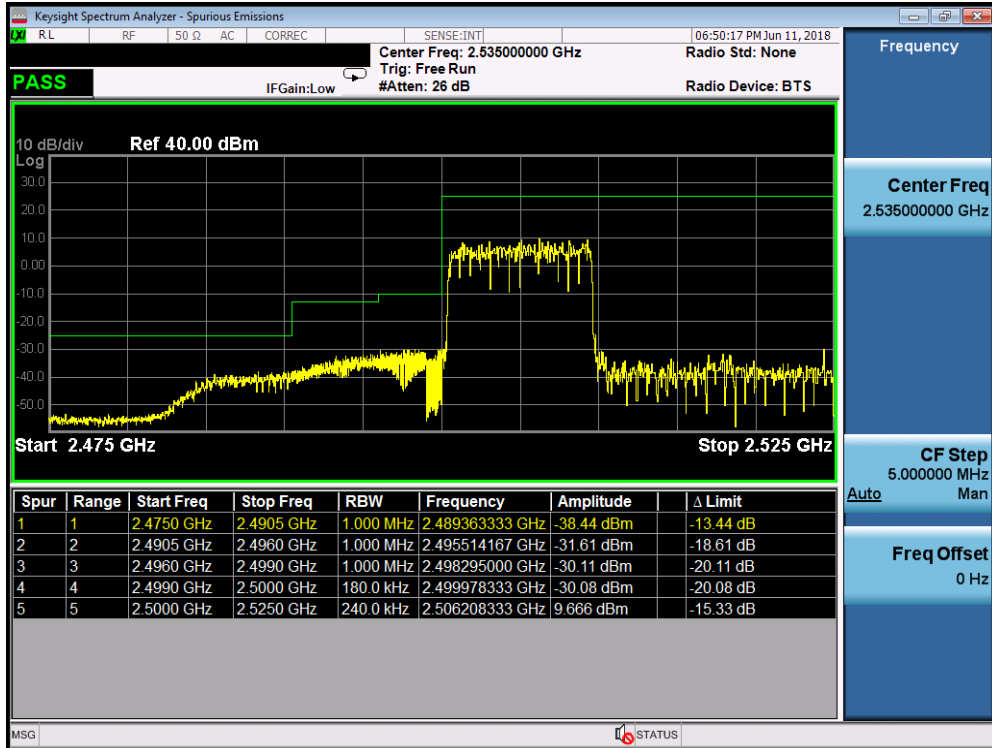 Keysight Spectrum Analyzer - Spurious Emissions
LXI RL RF 50 Ω AC CORREC SENSE:INT 06:50:17 PM Jun 11, 2018
Center Freq: 2.535000000 GHz Radio Std: None
Trig: Free Run
PASS IFGain:Low #Atten: 26 dB Radio Device: BTS
Frequency
10 dB/div Ref 40.00 dBm
Log
30.0
20.0
10.0
0.00
-10.0
-20.0
-30.0
-40.0
-50.0
Start 2.475 GHz Stop 2.525 GHz
Spur Range Start Freq Stop Freq RBW Frequency Amplitude Δ Limit
1 1 2.4750 GHz 2.4905 GHz 1.000 MHz 2.489363333 GHz -38.44 dBm -13.44 dB
2 2 2.4905 GHz 2.4960 GHz 1.000 MHz 2.495514167 GHz -31.61 dBm -18.61 dB
3 3 2.4960 GHz 2.4990 GHz 1.000 MHz 2.498295000 GHz -30.11 dBm -20.11 dB
4 4 2.4990 GHz 2.5000 GHz 180.0 kHz 2.499978333 GHz -30.08 dBm -20.08 dB
5 5 2.5000 GHz 2.5250 GHz 240.0 kHz 2.506208333 GHz 9.666 dBm -15.33 dB
Center Freq
2.535000000 GHz
CF Step
5.000000 MHz
Auto Man
Freq Offset
0 Hz
MSG STATUS